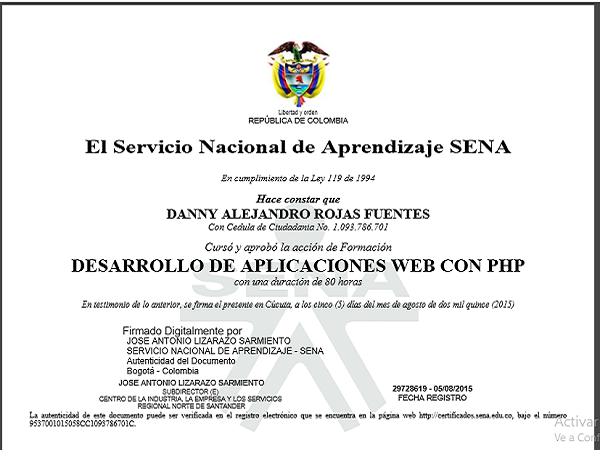 Libertad y orden
REPÚBLICA DE COLOMBIA
El Servicio Nacional de Aprendizaje SENA
En cumplimiento de la Ley 119 de 1994
Hace constar que
DANNY ALEJANDRO ROJAS FUENTES
Con Cedula de Ciudadania No. 1.093.786.701
Cursó y aprobó la acción de Formación
DESARROLLO DE APLICACIONES WEB CON PHP
con una duración de 80 horas
SENA
En testimonio de lo anterior, se firma el presente en Cúcuta, a los cinco (5) días del mes de agosto de dos mil quince (2015)
Firmado Digitalmente por
JOSE ANTONIO LIZARAZO SARMIENTO
SERVICIO NACIONAL DE APRENDIZAJE - SENA
Autenticidad del Documento
Bogotá - Colombia
JOSE ANTONIO LIZARAZO SARMIENTO
SUBDIRECTOR (E)
CENTRO DE LA INDUSTRIA, LA EMPRESA Y LOS SERVICIOS
REGIONAL NORTE DE SANTANDER
29728619 - 05/08/2015
FECHA REGISTRO
La autenticidad de este documento puede ser verificada en el registro electrónico que se encuentra en la página web http://certificados.sena.edu.co, bajo el número
9537001015058CC1093786701C.
Activar
Ve a Conf